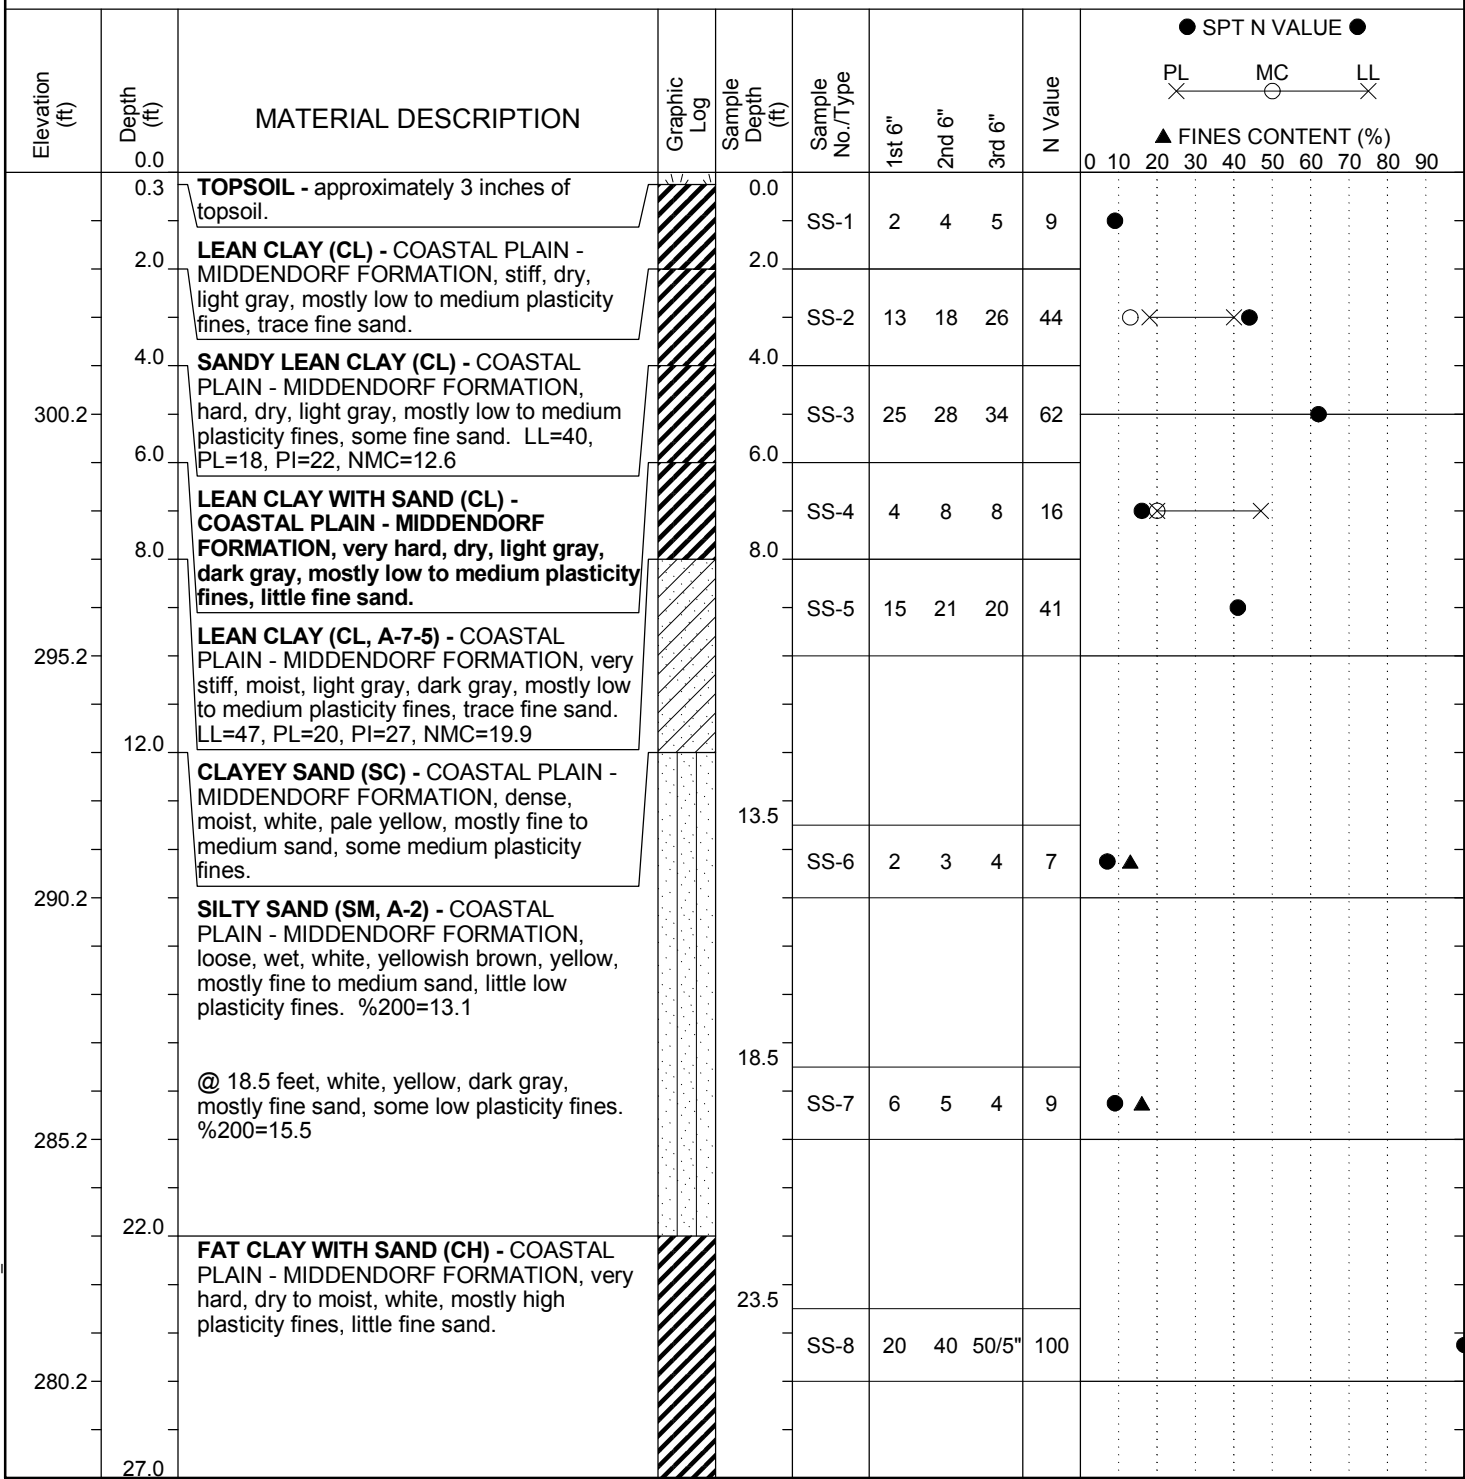 Elevation (ft)
Depth (ft)
MATERIAL DESCRIPTION
Graphic Log
Sample Depth (ft)
Sample No./Type
1st 6"
2nd 6"
3rd 6"
N Value
● SPT N VALUE ●
PL MC LL
▲ FINES CONTENT (%)
0 10 20 30 40 50 60 70 80 90
0.0
0.3
TOPSOIL - approximately 3 inches of
topsoil.
0.0
SS-1 2 4 5 9
2.0
LEAN CLAY (CL) - COASTAL PLAIN -
MIDDENDORF FORMATION, stiff, dry,
light gray, mostly low to medium plasticity
fines, trace fine sand.
2.0
SS-2 13 18 26 44
4.0
SANDY LEAN CLAY (CL) - COASTAL
PLAIN - MIDDENDORF FORMATION,
hard, dry, light gray, mostly low to medium
plasticity fines, some fine sand. LL=40,
PL=18, PI=22, NMC=12.6
4.0
300.2
SS-3 25 28 34 62
6.0
LEAN CLAY WITH SAND (CL) -
COASTAL PLAIN - MIDDENDORF
FORMATION, very hard, dry, light gray,
dark gray, mostly low to medium plasticity
fines, little fine sand.
6.0
SS-4 4 8 8 16
8.0
LEAN CLAY (CL, A-7-5) - COASTAL
PLAIN - MIDDENDORF FORMATION, very
stiff, moist, light gray, dark gray, mostly low
to medium plasticity fines, trace fine sand.
LL=47, PL=20, PI=27, NMC=19.9
8.0
SS-5 15 21 20 41
295.2
12.0
CLAYEY SAND (SC) - COASTAL PLAIN -
MIDDENDORF FORMATION, dense,
moist, white, pale yellow, mostly fine to
medium sand, some medium plasticity
fines.
13.5
SS-6 2 3 4 7
290.2
SILTY SAND (SM, A-2) - COASTAL
PLAIN - MIDDENDORF FORMATION,
loose, wet, white, yellowish brown, yellow,
mostly fine to medium sand, little low
plasticity fines. %200=13.1
18.5
@ 18.5 feet, white, yellow, dark gray,
mostly fine sand, some low plasticity fines.
%200=15.5
SS-7 6 5 4 9
285.2
22.0
FAT CLAY WITH SAND (CH) - COASTAL
PLAIN - MIDDENDORF FORMATION, very
hard, dry to moist, white, mostly high
plasticity fines, little fine sand.
23.5
SS-8 20 40 50/5" 100
280.2
27.0